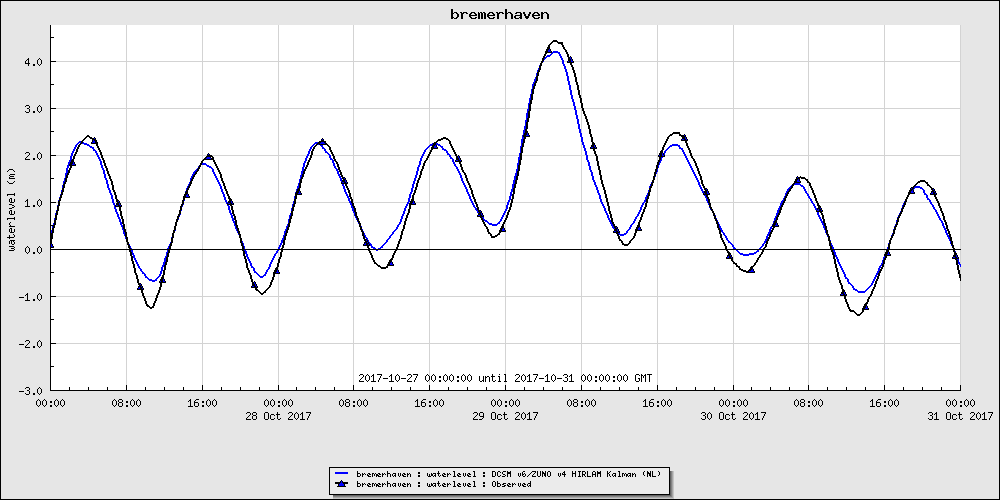 bremerhaven
waterlevel (m)
4.0
3.0
2.0
1.0
0.0
-1.0
-2.0
-3.0
2017-10-27 00:00:00 until 2017-10-31 00:00:00 GMT
00:00 08:00 16:00 00:00 08:00 16:00 00:00 08:00 16:00 00:00 08:00 16:00 00:00
28 Oct 2017 29 Oct 2017 30 Oct 2017 31 Oct 2017
bremerhaven : waterlevel : DCSM v6/ZUNO v4 HIRLAM Kalman (NL)
bremerhaven : waterlevel : Observed